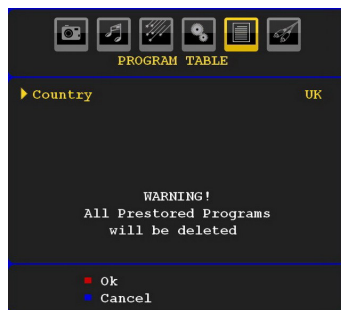 PROGRAM TABLE
Country UK
WARNING!
All Prestored Programs
will be deleted
Ok
Cancel